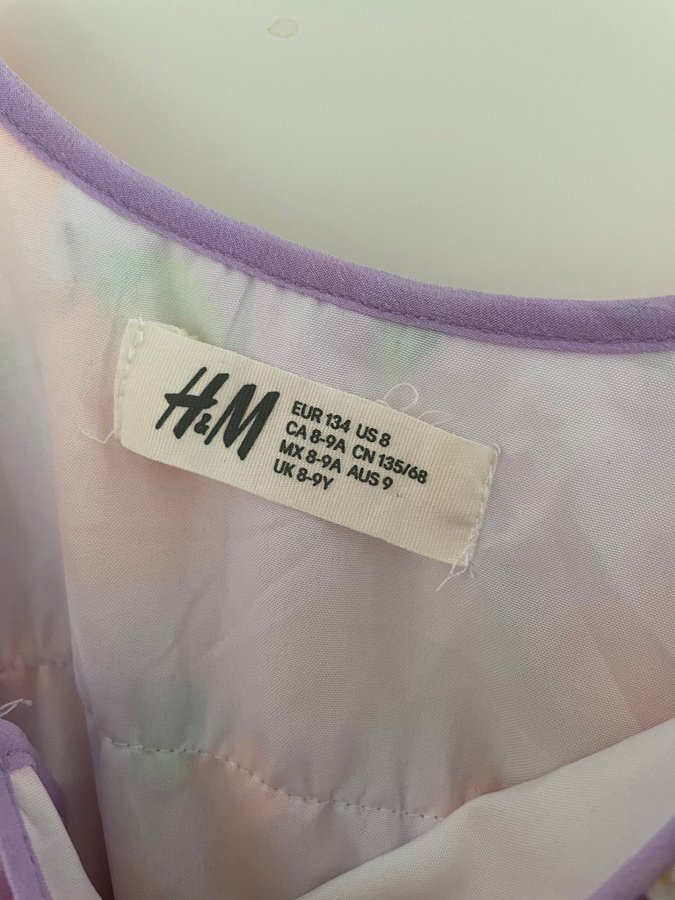 H&M
EUR 134 US 8
CA 8-9A CN 135/68
MX 8-9A AUS 9
UK 8-9Y